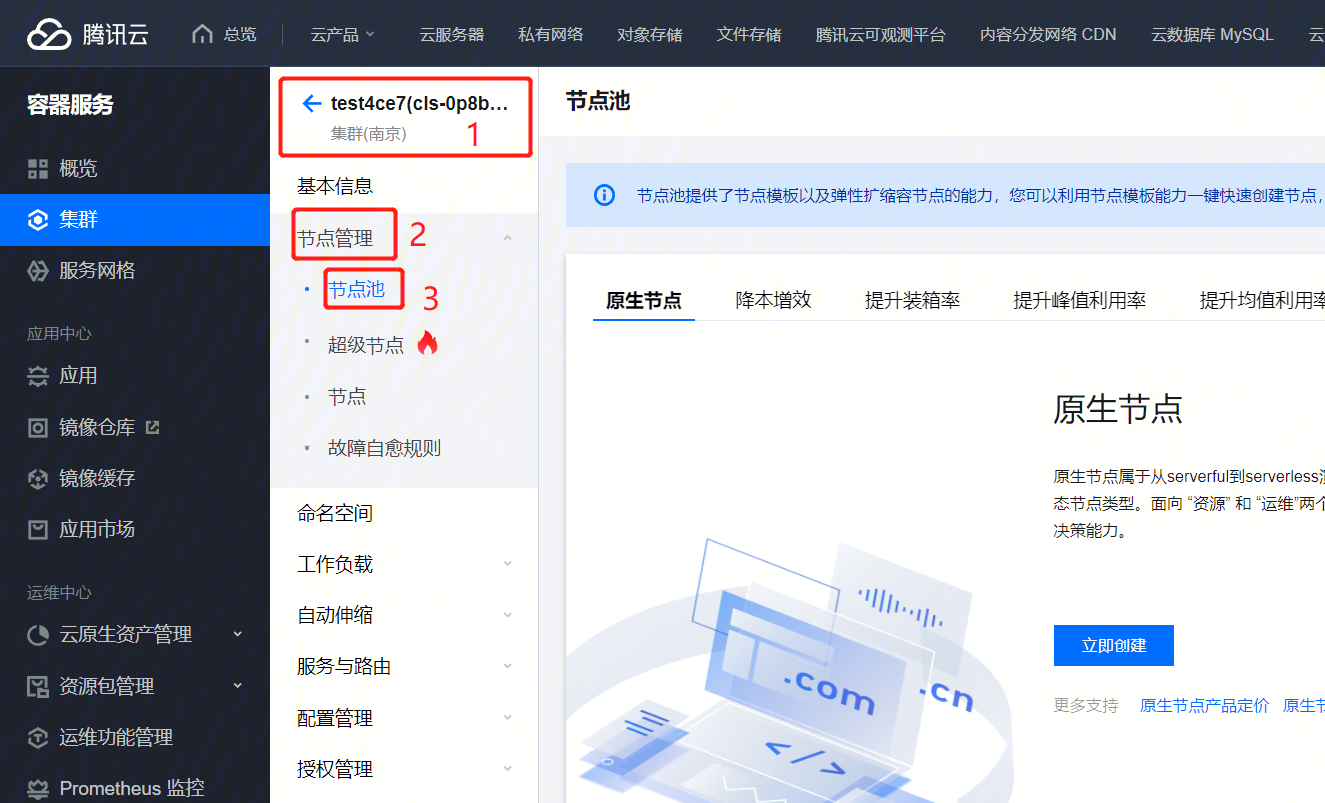 腾讯云 总览 云产品 云服务器 私有网络 对象存储 文件存储 腾讯云可观测平台 内容分发网络 CDN 云数据库 MySQL 云
容器服务
概览
集群
服务网格
应用中心
应用
镜像仓库
镜像缓存
应用市场
运维中心
云原生资产管理
资源包管理
运维功能管理
Prometheus 监控
test4ce7(cls-0p8b...
集群(南京)
1
基本信息
节点管理
2
节点池
3
超级节点
节点
故障自愈规则
命名空间
工作负载
自动伸缩
服务与路由
配置管理
授权管理
节点池
节点池提供了节点模板以及弹性扩缩容节点的能力，您可以利用节点模板能力一键快速创建节点，
原生节点 降本增效 提升装箱率 提升峰值利用率 提升均值利用率
原生节点
原生节点属于从serverful到serverless演
态节点类型。面向 “资源” 和 “运维”两个
决策能力。
立即创建
更多支持 原生节点产品定价 原生节
.com
.cn
</>